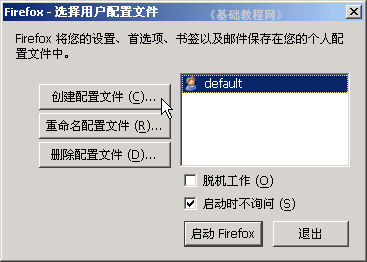 Firefox - 选择用户配置文件
《基础教程网》
Firefox 将您的设置、首选项、书签以及邮件保存在您的个人配
置文件中。
创建配置文件 (C)...
重命名配置文件 (R)...
删除配置文件 (D)...
default
脱机工作 (O)
启动时不询问 (S)
启动 Firefox
退出